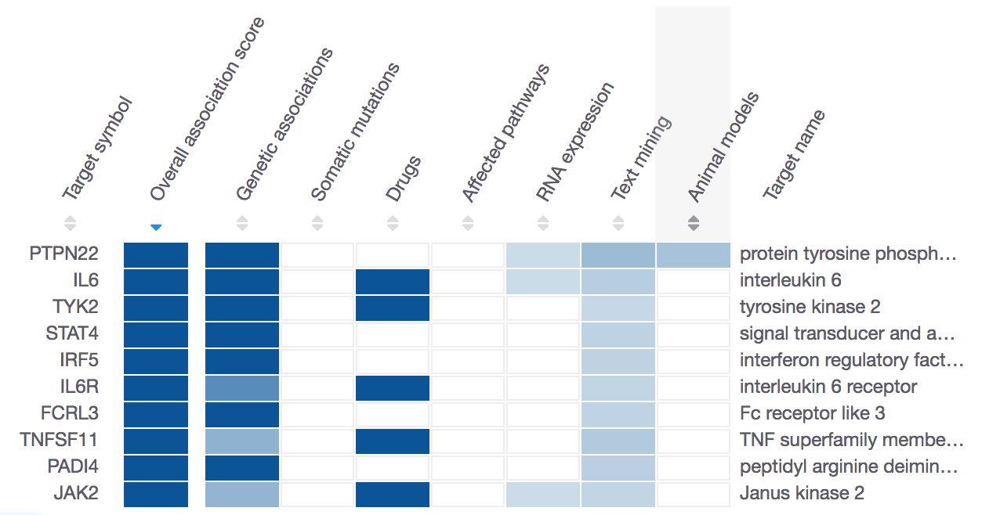 Target symbol
Overall association score
Genetic associations
Somatic mutations
Drugs
Affected pathways
RNA expression
Text mining
Animal models
Target name
PTPN22 protein tyrosine phosph...
IL6 interleukin 6
TYK2 tyrosine kinase 2
STAT4 signal transducer and a...
IRF5 interferon regulatory fact...
IL6R interleukin 6 receptor
FCRL3 Fc receptor like 3
TNFSF11 TNF superfamily membe...
PADI4 peptidyl arginine deimin...
JAK2 Janus kinase 2